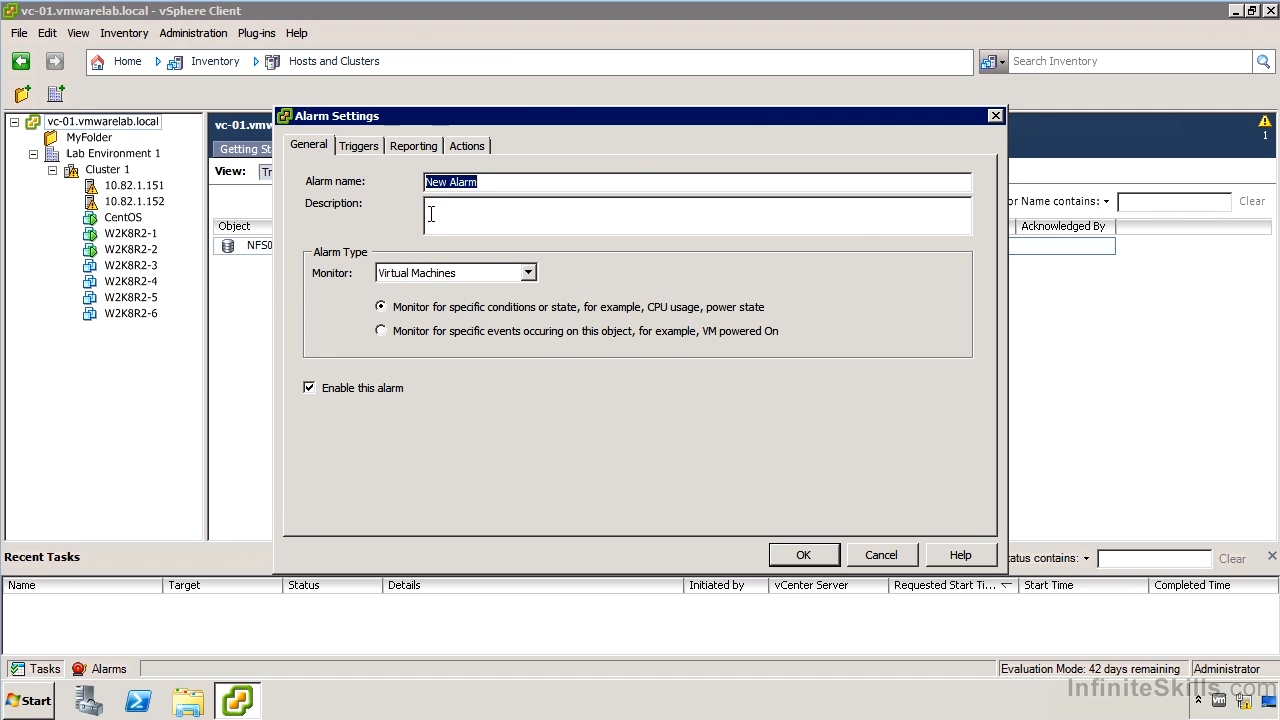 vc-01.vmwarelab.local - vSphere Client
File Edit View Inventory Administration Plug-ins Help
Home Inventory Hosts and Clusters Search Inventory
vc-01.vmwarelab.local
MyFolder
Lab Environment 1
Cluster 1
10.82.1.151
10.82.1.152
CentOS
W2K8R2-1
W2K8R2-2
W2K8R2-3
W2K8R2-4
W2K8R2-5
W2K8R2-6
vc-01.vmw
1
Getting St
View: Tr
or Name contains: Clear
Object Acknowledged By
NFS0
Alarm Settings
General Triggers Reporting Actions
Alarm name: New Alarm
Description:
Alarm Type
Monitor: Virtual Machines
Monitor for specific conditions or state, for example, CPU usage, power state
Monitor for specific events occuring on this object, for example, VM powered On
Enable this alarm
OK Cancel Help
Recent Tasks tatus contains: Clear
Name Target Status Details Initiated by vCenter Server Requested Start Ti... Start Time Completed Time
Tasks Alarms Evaluation Mode: 42 days remaining Administrator
Start
InfiniteSkills.com